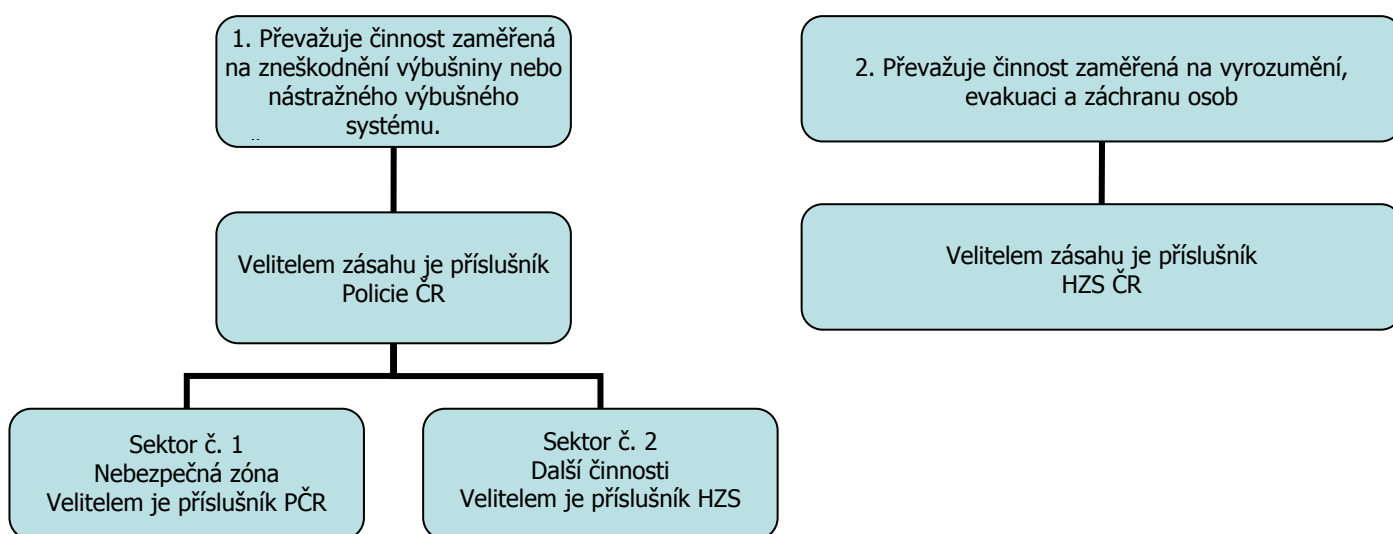 1. Převažuje činnost zaměřená
na zneškodnění výbušniny nebo
nástražného výbušného
systému.
2. Převažuje činnost zaměřená na vyrozumění,
evakuaci a záchranu osob
Velitelem zásahu je příslušník
Policie ČR
Velitelem zásahu je příslušník
HZS ČR
Sektor č. 1
Nebezpečná zóna
Velitelem je příslušník PČR
Sektor č. 2
Další činnosti
Velitelem je příslušník HZS